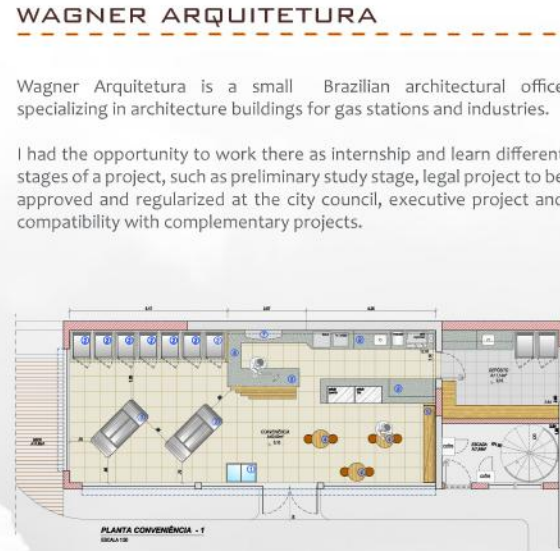 WAGNER ARQUITETURA
Wagner Arquitetura is a small Brazilian architectural office
specializing in architecture buildings for gas stations and industries.
I had the opportunity to work there as internship and learn different
stages of a project, such as preliminary study stage, legal project to be
approved and regularized at the city council, executive project and
compatibility with complementary projects.
DEPÓSITO
CONVENIÊNCIA
ESCADA
PLANTA CONVENIÊNCIA - 1